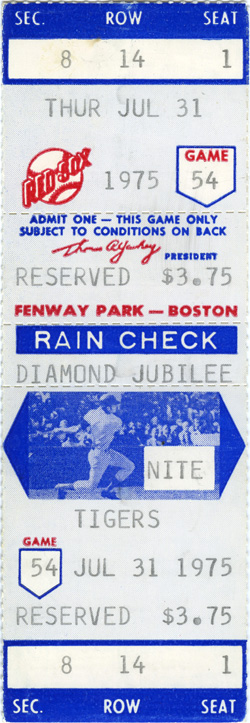 SEC. ROW SEAT
8 14 1
THUR JUL 31
RED SOX
1975
GAME
54
ADMIT ONE — THIS GAME ONLY
SUBJECT TO CONDITIONS ON BACK
Thomas A Yawkey
PRESIDENT
RESERVED $3.75
FENWAY PARK — BOSTON
RAIN CHECK
DIAMOND JUBILEE
NITE
TIGERS
GAME
54 JUL 31 1975
RESERVED $3.75
8 14 1
SEC. ROW SEAT